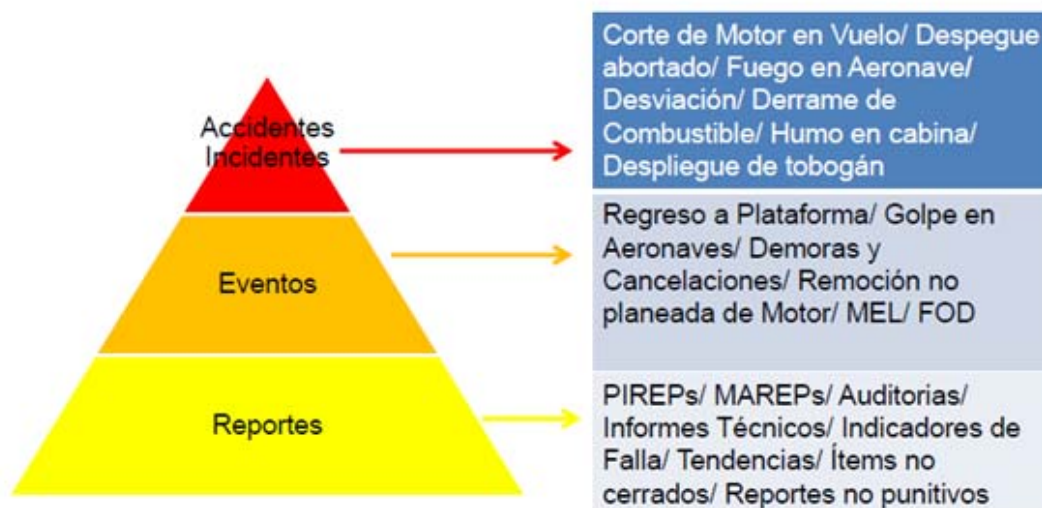 Accidentes
Incidentes
Corte de Motor en Vuelo/ Despegue
abortado/ Fuego en Aeronave/
Desviación/ Derrame de
Combustible/ Humo en cabina/
Despliegue de tobogán
Eventos
Regreso a Plataforma/ Golpe en
Aeronaves/ Demoras y
Cancelaciones/ Remoción no
planeada de Motor/ MEL/ FOD
Reportes
PIREPs/ MAREPs/ Auditorias/
Informes Técnicos/ Indicadores de
Falla/ Tendencias/ Ítems no
cerrados/ Reportes no punitivos